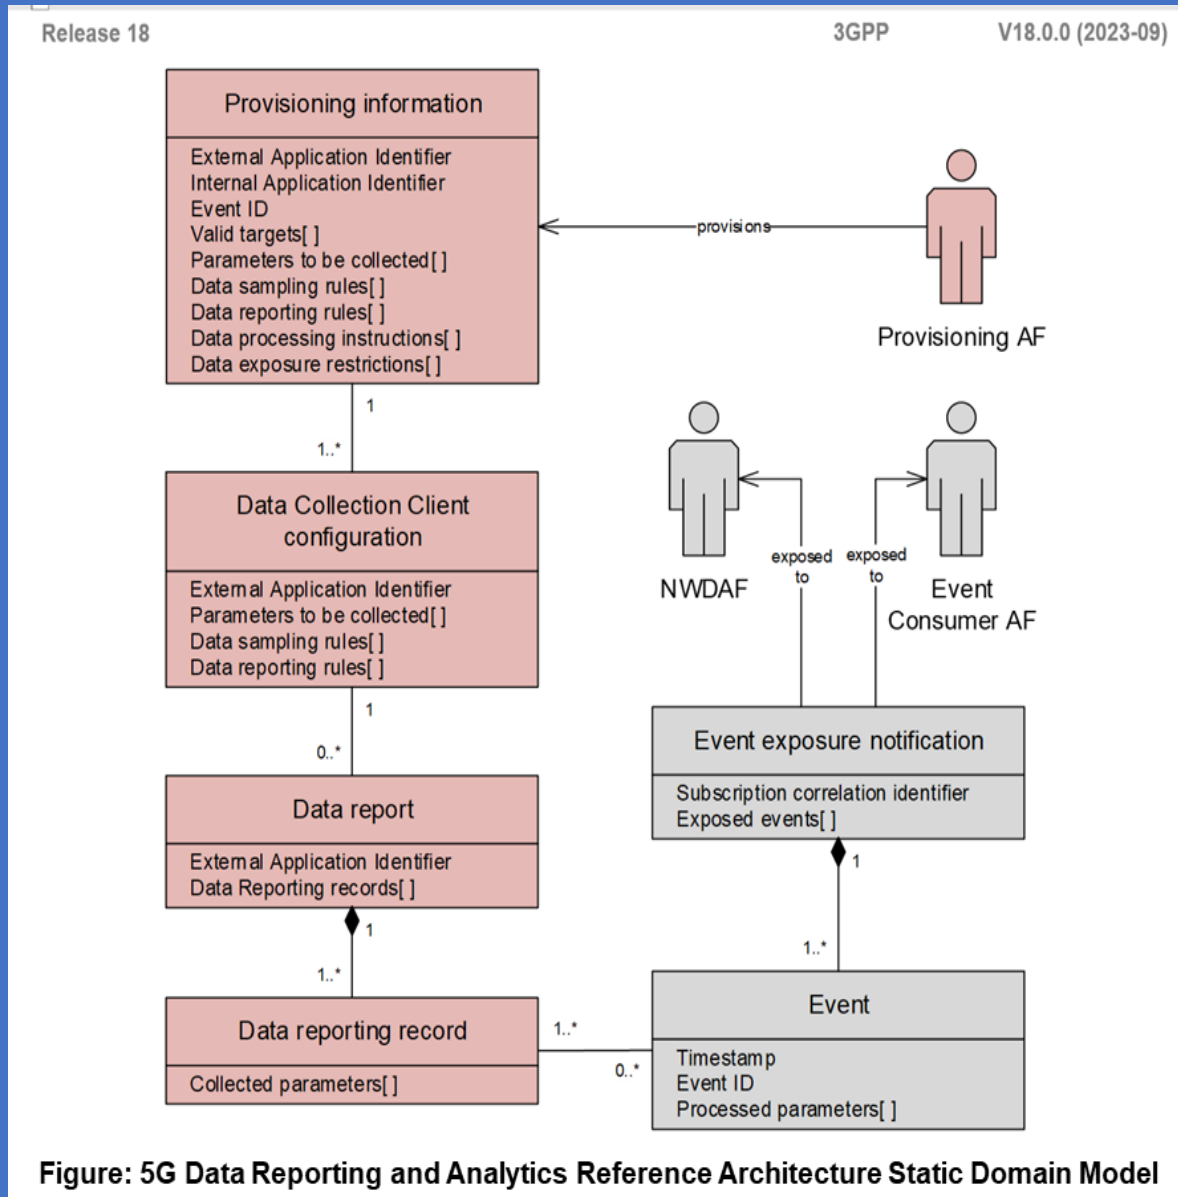 Release 18 3GPP V18.0.0 (2023-09)
Provisioning information
External Application Identifier
Internal Application Identifier
Event ID
Valid targets[ ]
Parameters to be collected[ ]
Data sampling rules[ ]
Data reporting rules[ ]
Data processing instructions[ ]
Data exposure restrictions[ ]
provisions
Provisioning AF
1
1..*
Data Collection Client
configuration
External Application Identifier
Parameters to be collected[ ]
Data sampling rules[ ]
Data reporting rules[ ]
NWDAF
Event
Consumer AF
exposed
to
exposed
to
1
0..*
Data report
External Application Identifier
Data Reporting records[ ]
Event exposure notification
Subscription correlation identifier
Exposed events[ ]
1
1..*
1
1..*
Data reporting record
Collected parameters[ ]
1..*
0..*
Event
Timestamp
Event ID
Processed parameters[ ]
Figure: 5G Data Reporting and Analytics Reference Architecture Static Domain Model